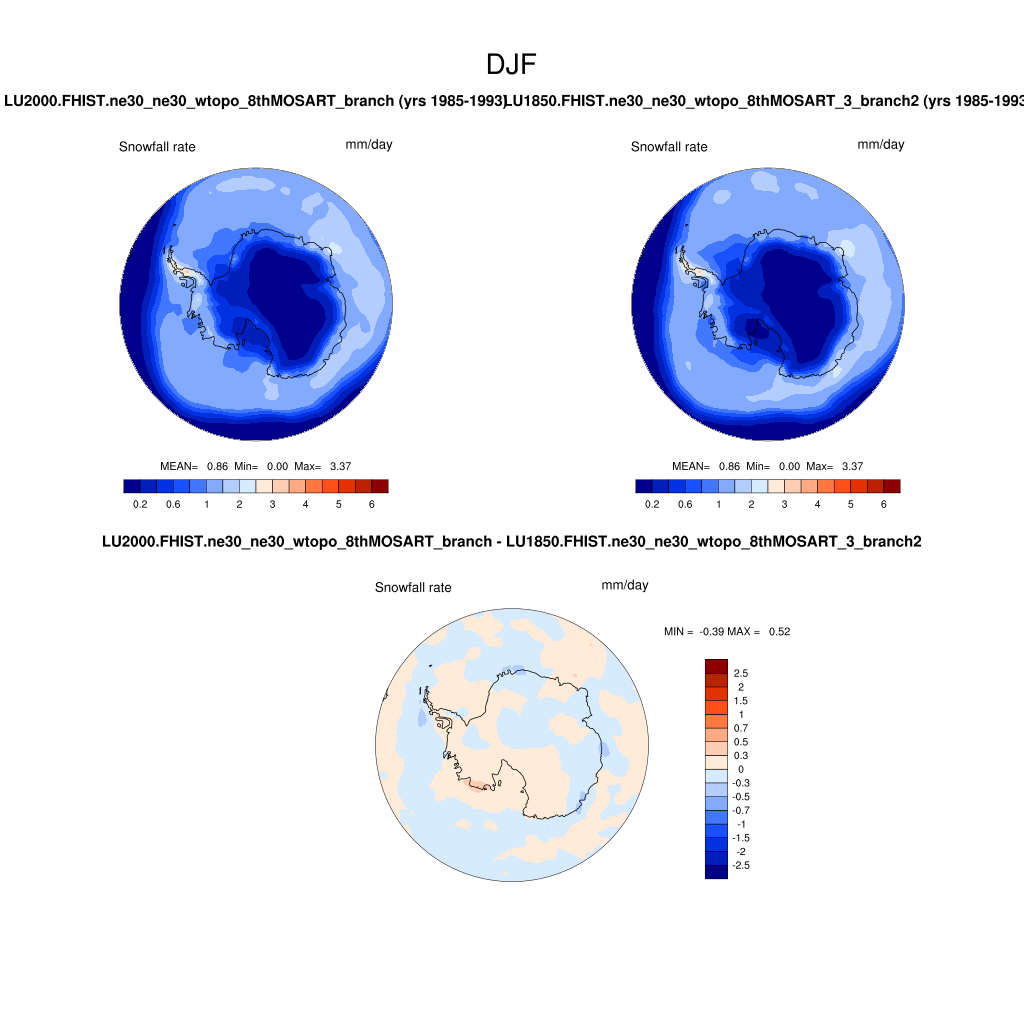 DJF
LU2000.FHIST.ne30_ne30_wtopo_8thMOSART_branch (yrs 1985-1993)
LU1850.FHIST.ne30_ne30_wtopo_8thMOSART_3_branch2 (yrs 1985-1993
Snowfall rate mm/day
Snowfall rate mm/day
MEAN= 0.86 Min= 0.00 Max= 3.37
MEAN= 0.86 Min= 0.00 Max= 3.37
0.2 0.6 1 2 3 4 5 6
0.2 0.6 1 2 3 4 5 6
LU2000.FHIST.ne30_ne30_wtopo_8thMOSART_branch - LU1850.FHIST.ne30_ne30_wtopo_8thMOSART_3_branch2
Snowfall rate mm/day
MIN = -0.39 MAX = 0.52
2.5
2
1.5
1
0.7
0.5
0.3
0
-0.3
-0.5
-0.7
-1
-1.5
-2
-2.5